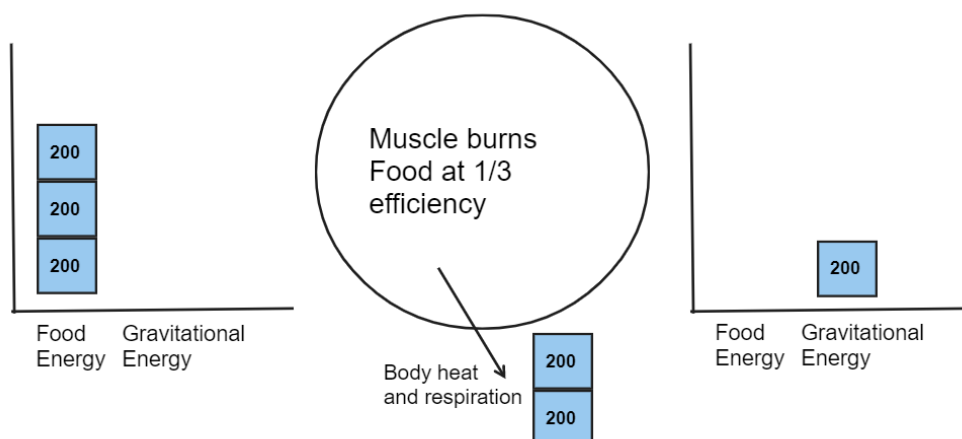 200
200
200
Food
Energy
Gravitational
Energy
Muscle burns
Food at 1/3
efficiency
Body heat
and respiration
200
200
200
Food
Energy
Gravitational
Energy